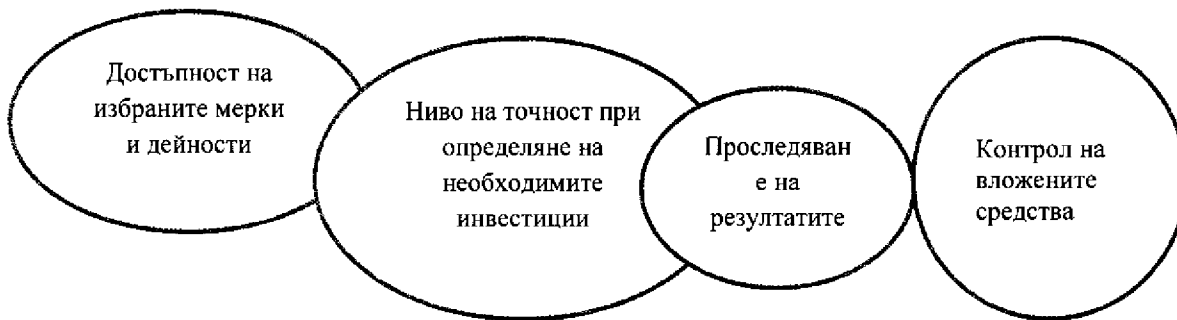 Достъпност на
избраните мерки
и дейности
Ниво на точност при
определяне на
необходимите
инвестиции
Проследяван
е на
резултатите
Контрол на
вложените
средства